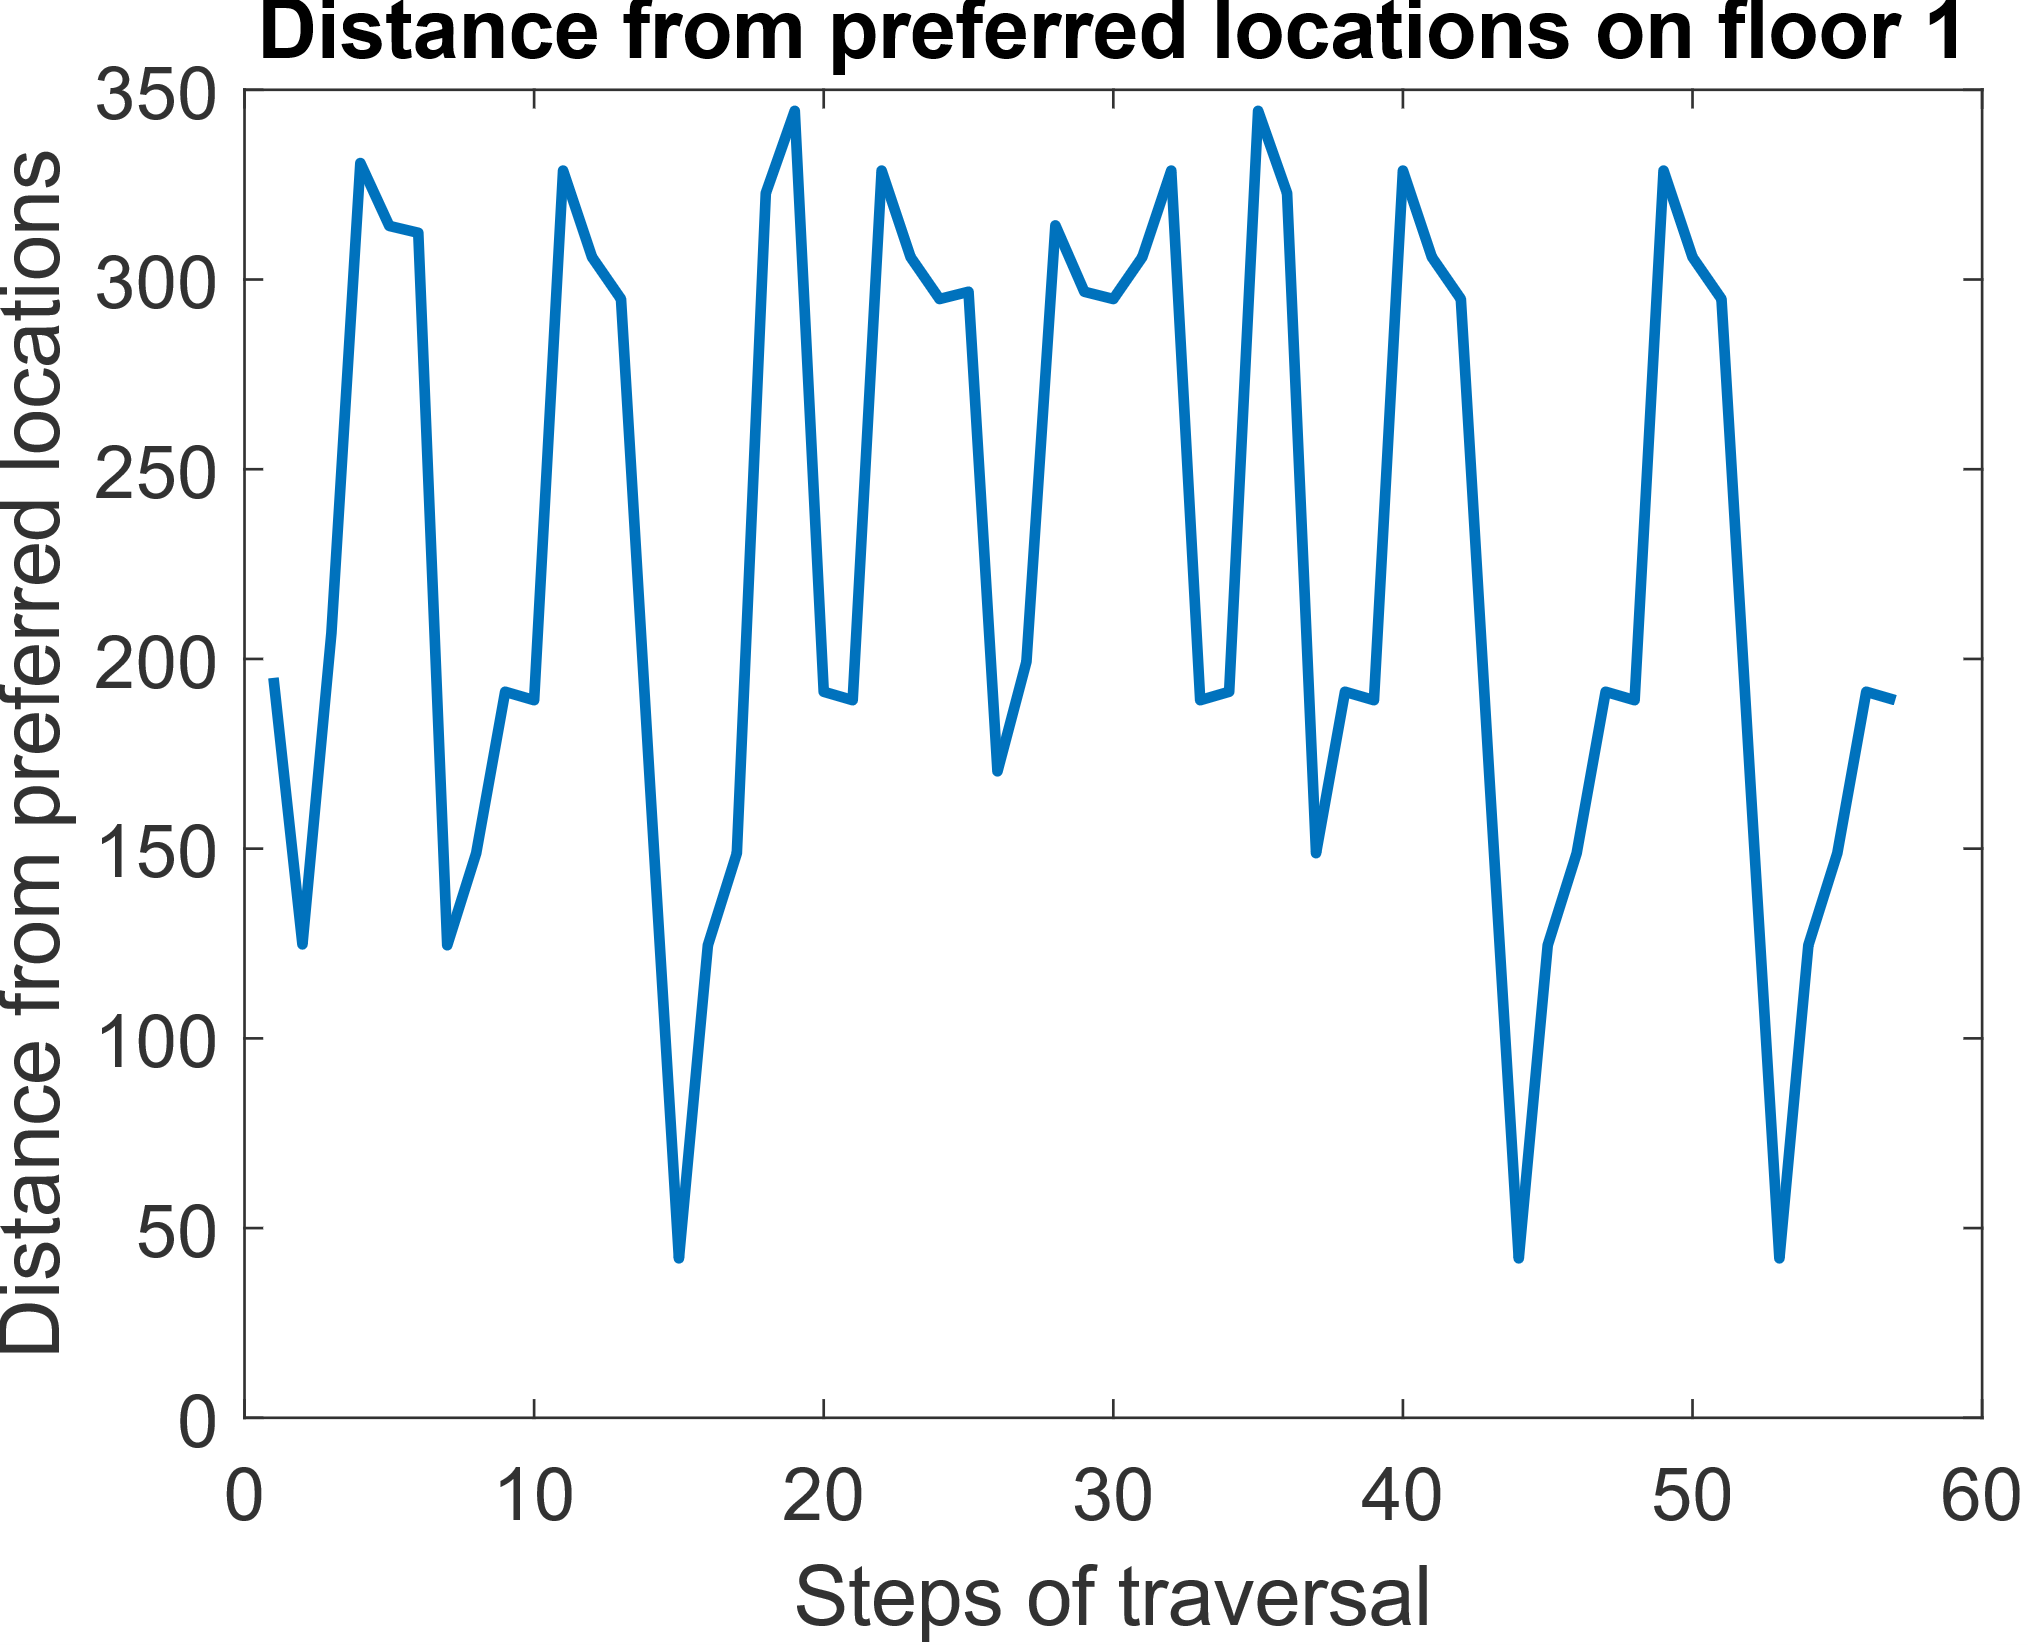 Distance from preferred locations on floor 1
Distance from preferred locations
350
300
250
200
150
100
50
0
0 10 20 30 40 50 60
Steps of traversal